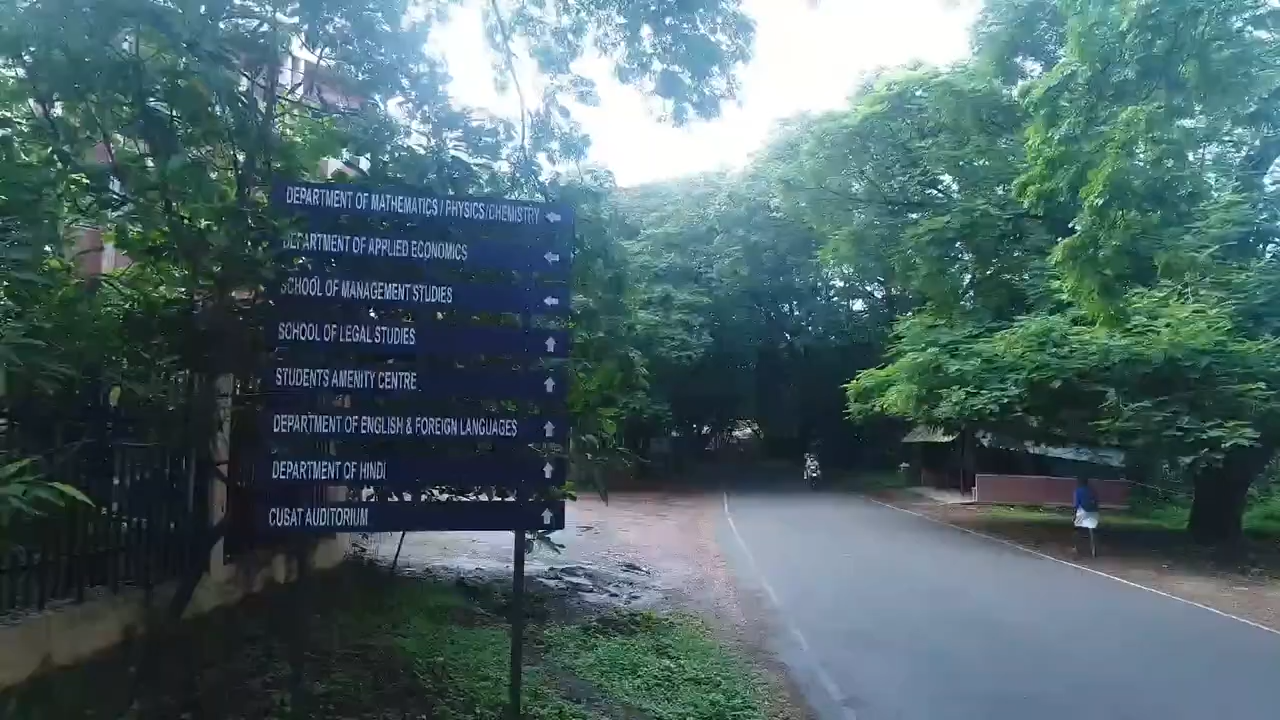 DEPARTMENT OF MATHEMATICS / PHYSICS / CHEMISTRY
DEPARTMENT OF APPLIED ECONOMICS
SCHOOL OF MANAGEMENT STUDIES
SCHOOL OF LEGAL STUDIES
STUDENTS AMENITY CENTRE
DEPARTMENT OF ENGLISH & FOREIGN LANGUAGES
DEPARTMENT OF HINDI
CUSAT AUDITORIUM